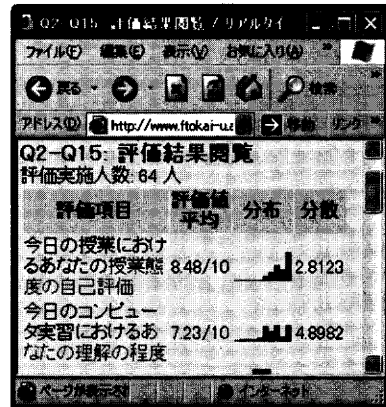 Q2-Q15: 評価結果閲覧 / リアルタイ
ファイル(F) 編集(E) 表示(V) お気に入り(A) »
戻る 検索
アドレス(D) http://www.ftokai-u.a 移動 リンク »
Q2-Q15: 評価結果閲覧
評価実施人数: 64 人
評価項目 評価値平均 分布 分散
今日の授業におけ
るあなたの授業態 8.48/10 2.8123
度の自己評価
今日のコンピュー
タ実習におけるあ 7.23/10 4.8982
なたの理解の程度
ページが表示さ インターネット